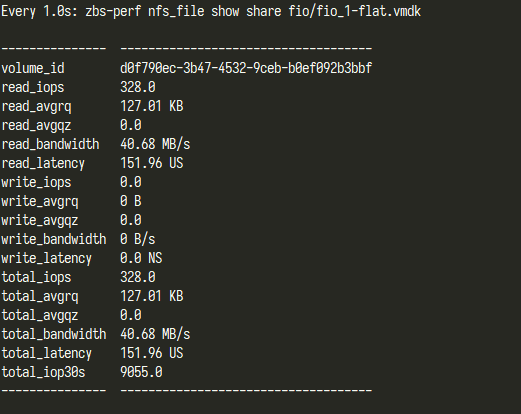 Every 1.0s: zbs-perf nfs_file show share fio/fio_1-flat.vmdk
---------------  ------------------------------------
volume_id        d0f790ec-3b47-4532-9ceb-b0ef092b3bbf
read_iops        328.0
read_avgrq       127.01 KB
read_avgqz       0.0
read_bandwidth   40.68 MB/s
read_latency     151.96 US
write_iops       0.0
write_avgrq      0 B
write_avgqz      0.0
write_bandwidth  0 B/s
write_latency    0.0 NS
total_iops       328.0
total_avgrq      127.01 KB
total_avgqz      0.0
total_bandwidth  40.68 MB/s
total_latency    151.96 US
total_iop30s     9055.0
---------------  ------------------------------------